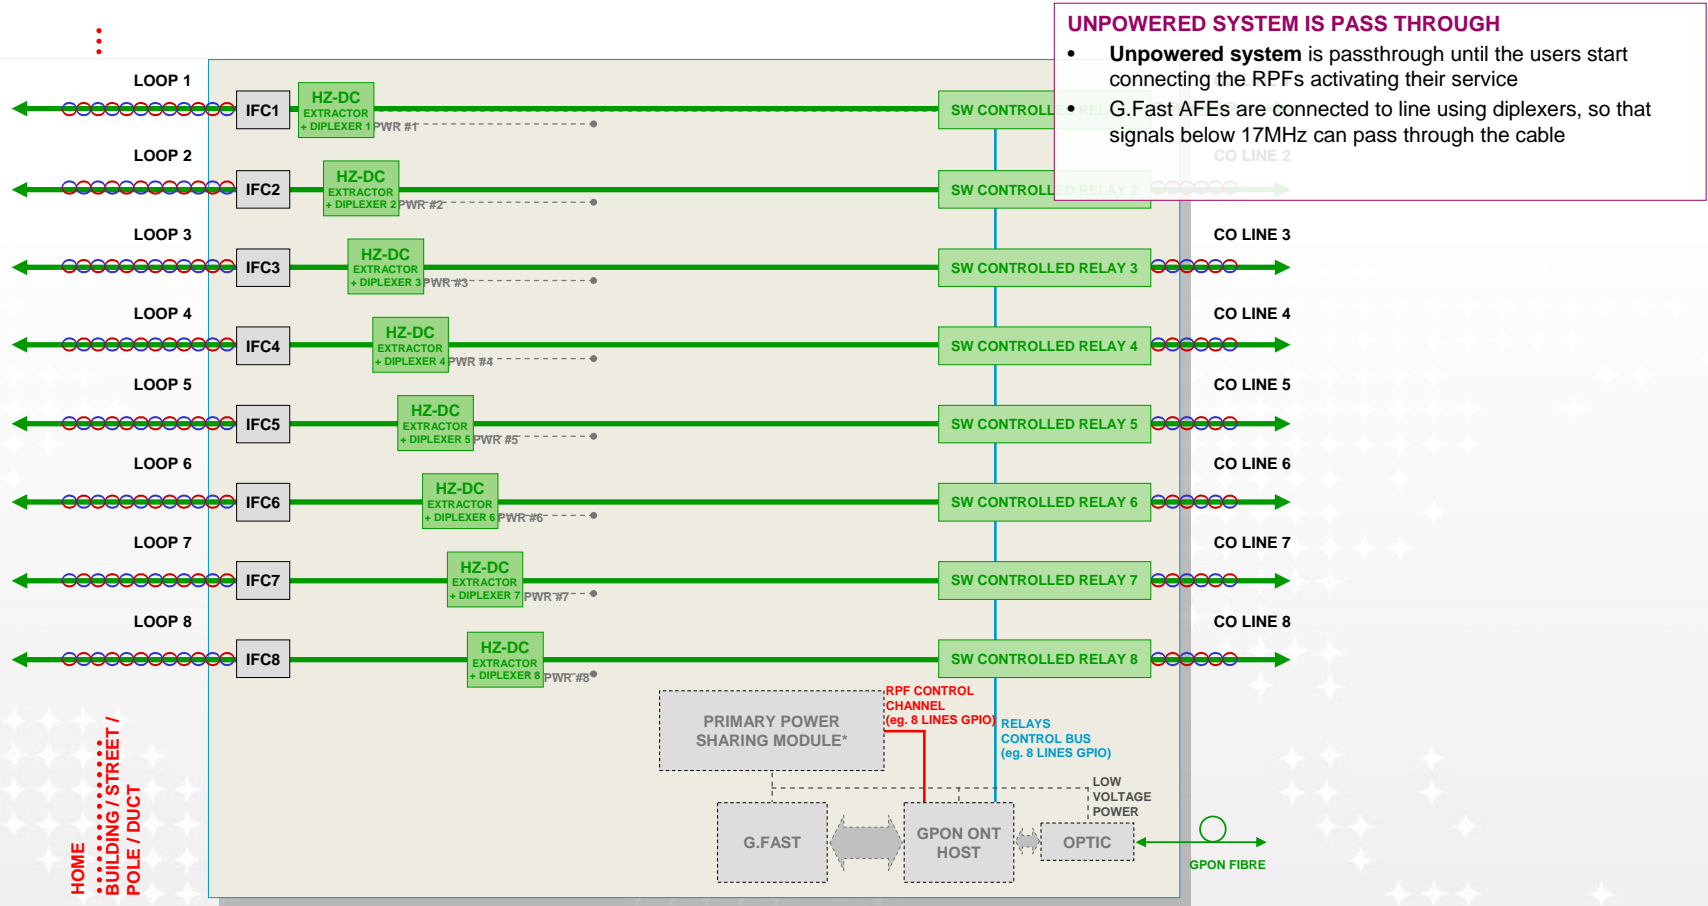 UNPOWERED SYSTEM IS PASS THROUGH
• Unpowered system is passthrough until the users start
connecting the RPFs activating their service
• G.Fast AFEs are connected to line using diplexers, so that
signals below 17MHz can pass through the cable
LOOP 1
IFC1
HZ-DC
EXTRACTOR
+ DIPLEXER 1
PWR #1
SW CONTROLLED
LOOP 2
IFC2
HZ-DC
EXTRACTOR
+ DIPLEXER 2
PWR #2
SW CONTROLLED RELAY 2
CO LINE 2
LOOP 3
IFC3
HZ-DC
EXTRACTOR
+ DIPLEXER 3
PWR #3
SW CONTROLLED RELAY 3
CO LINE 3
LOOP 4
IFC4
HZ-DC
EXTRACTOR
+ DIPLEXER 4
PWR #4
SW CONTROLLED RELAY 4
CO LINE 4
LOOP 5
IFC5
HZ-DC
EXTRACTOR
+ DIPLEXER 5
PWR #5
SW CONTROLLED RELAY 5
CO LINE 5
LOOP 6
IFC6
HZ-DC
EXTRACTOR
+ DIPLEXER 6
PWR #6
SW CONTROLLED RELAY 6
CO LINE 6
LOOP 7
IFC7
HZ-DC
EXTRACTOR
+ DIPLEXER 7
PWR #7
SW CONTROLLED RELAY 7
CO LINE 7
LOOP 8
IFC8
HZ-DC
EXTRACTOR
+ DIPLEXER 8
PWR #8
SW CONTROLLED RELAY 8
CO LINE 8
PRIMARY POWER
SHARING MODULE*
RPF CONTROL
CHANNEL
(eg. 8 LINES GPIO)
RELAYS
CONTROL BUS
(eg. 8 LINES GPIO)
LOW
VOLTAGE
POWER
G.FAST
GPON ONT
HOST
OPTIC
GPON FIBRE
HOME
BUILDING / STREET /
POLE / DUCT